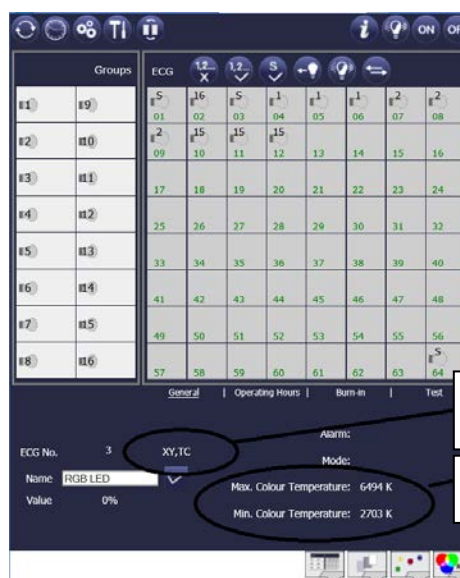 ON OF
Groups ECG 1,2... X 1,2... S
1 9
2 10
3 11
4 12
5 13
6 14
7 15
8 16
S 16 S 1 1 1 2 2
01 02 03 04 05 06 07 08
2 15 15 15
09 10 11 12 13 14 15 16
17 18 19 20 21 22 23 24
25 26 27 28 29 30 31 32
33 34 35 36 37 38 39 40
41 42 43 44 45 46 47 48
49 50 51 52 53 54 55 56
S
57 58 59 60 61 62 63 64
General | Operating Hours | Burn-in | Test
Alarm:
ECG No. 3 XY,TC
Mode:
Name RGB LED
Value 0%
Max. Colour Temperature: 6494 K
Min. Colour Temperature: 2703 K